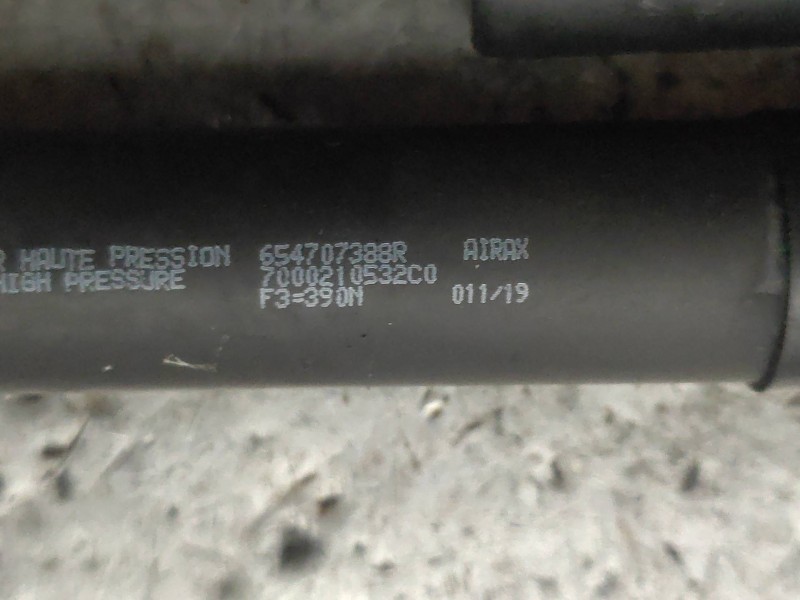 R HAUTE PRESSION 654707388R AIRAX
HIGH PRESSURE 7000210532C0
F3=390N 011/19